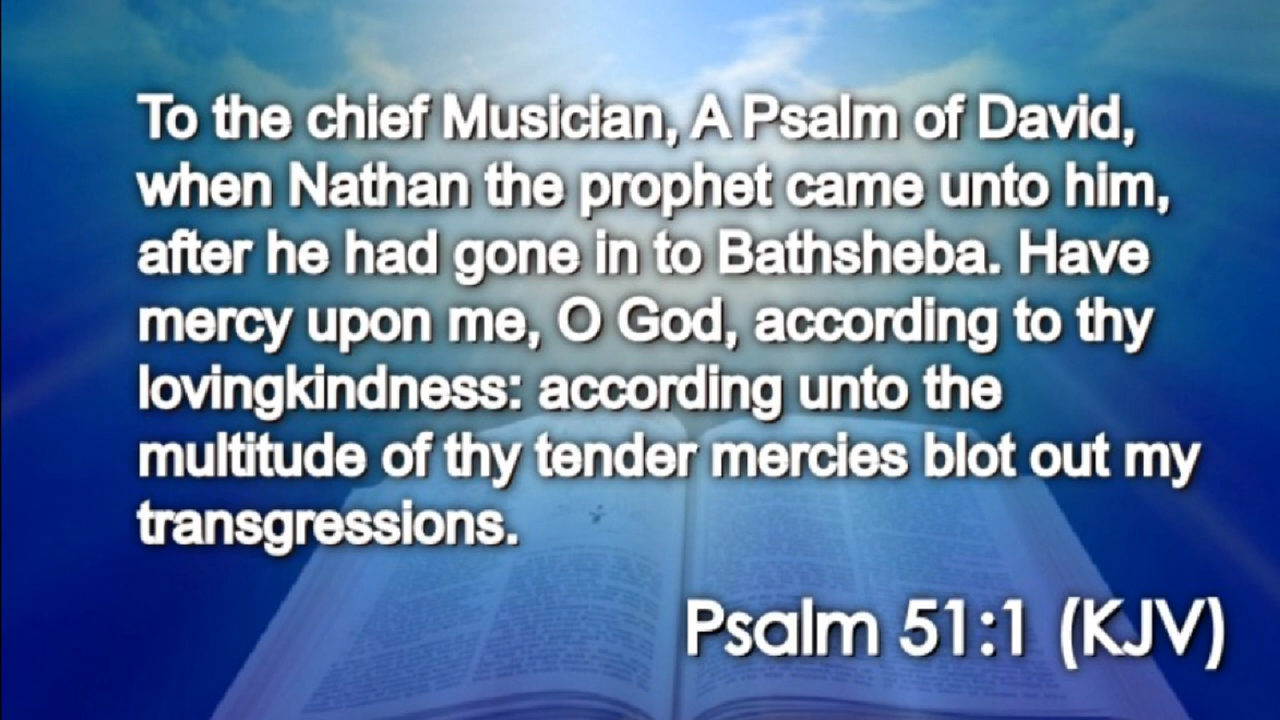 To the chief Musician, A Psalm of David,
when Nathan the prophet came unto him,
after he had gone in to Bathsheba. Have
mercy upon me, O God, according to thy
lovingkindness: according unto the
multitude of thy tender mercies blot out my
transgressions.
Psalm 51:1 (KJV)